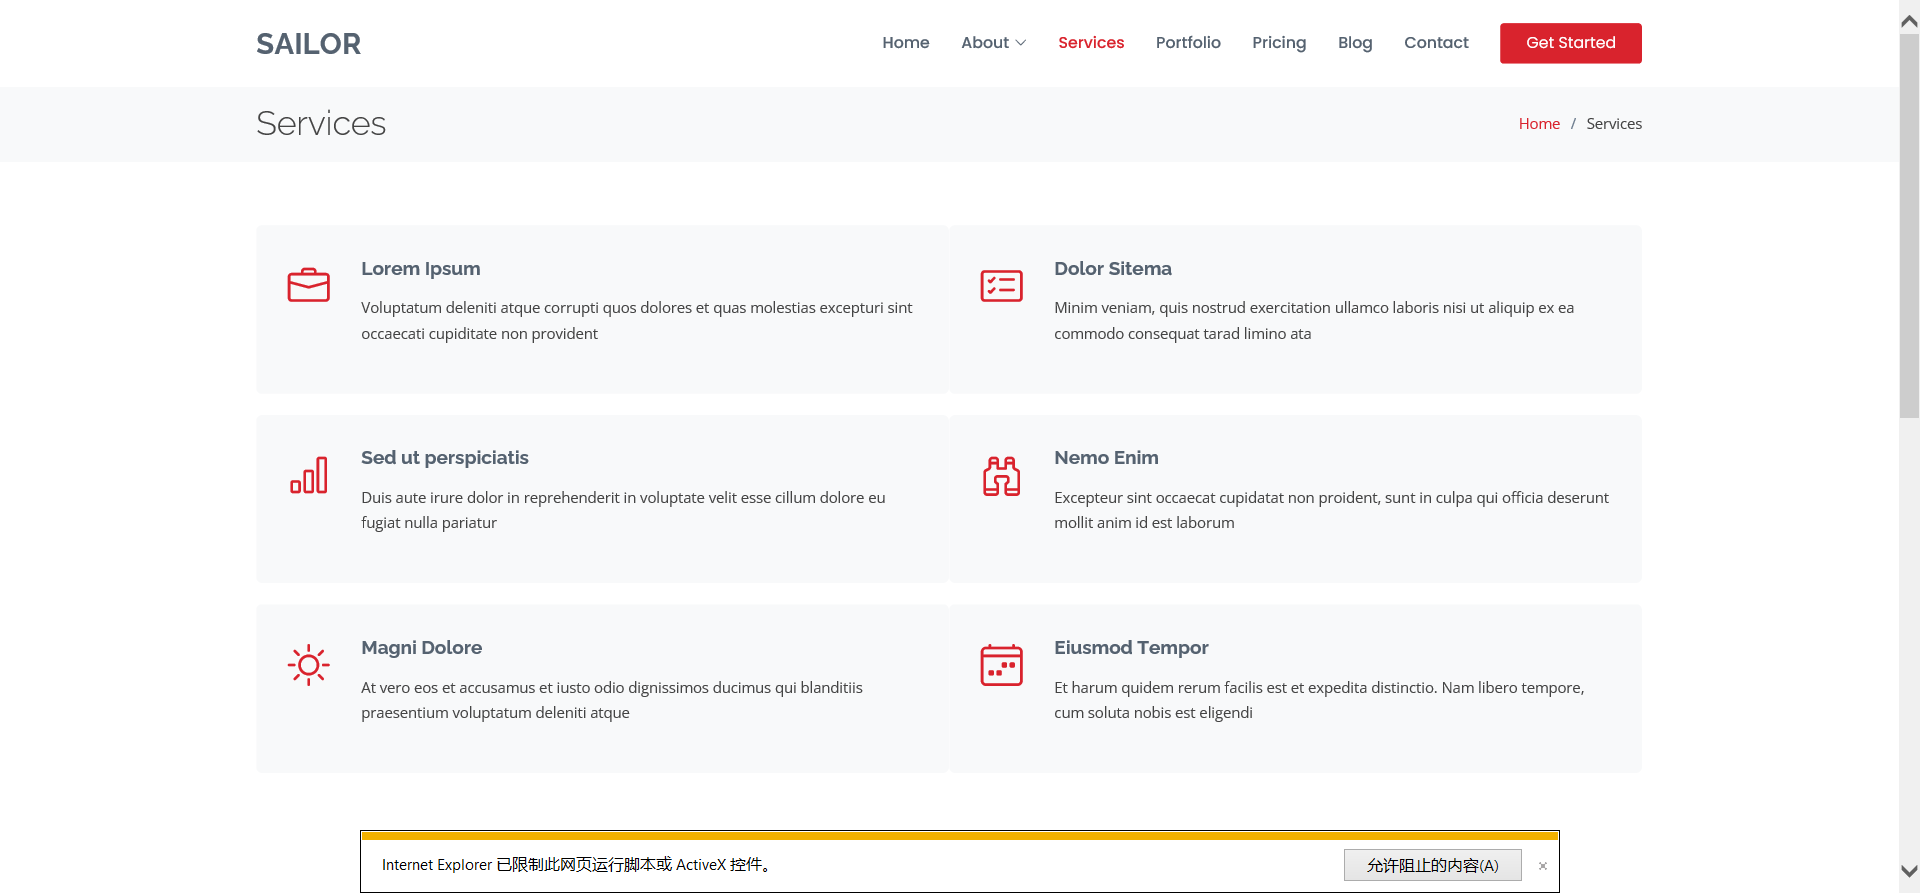 SAILOR
Home About Services Portfolio Pricing Blog Contact Get Started
Services
Home / Services
Lorem Ipsum
Voluptatum deleniti atque corrupti quos dolores et quas molestias excepturi sint
occaecati cupiditate non provident
Dolor Sitema
Minim veniam, quis nostrud exercitation ullamco laboris nisi ut aliquip ex ea
commodo consequat tarad limino ata
Sed ut perspiciatis
Duis aute irure dolor in reprehenderit in voluptate velit esse cillum dolore eu
fugiat nulla pariatur
Nemo Enim
Excepteur sint occaecat cupidatat non proident, sunt in culpa qui officia deserunt
mollit anim id est laborum
Magni Dolore
At vero eos et accusamus et iusto odio dignissimos ducimus qui blanditiis
praesentium voluptatum deleniti atque
Eiusmod Tempor
Et harum quidem rerum facilis est et expedita distinctio. Nam libero tempore,
cum soluta nobis est eligendi
Internet Explorer 已限制此网页运行脚本或 ActiveX 控件。
允许阻止的内容(A)